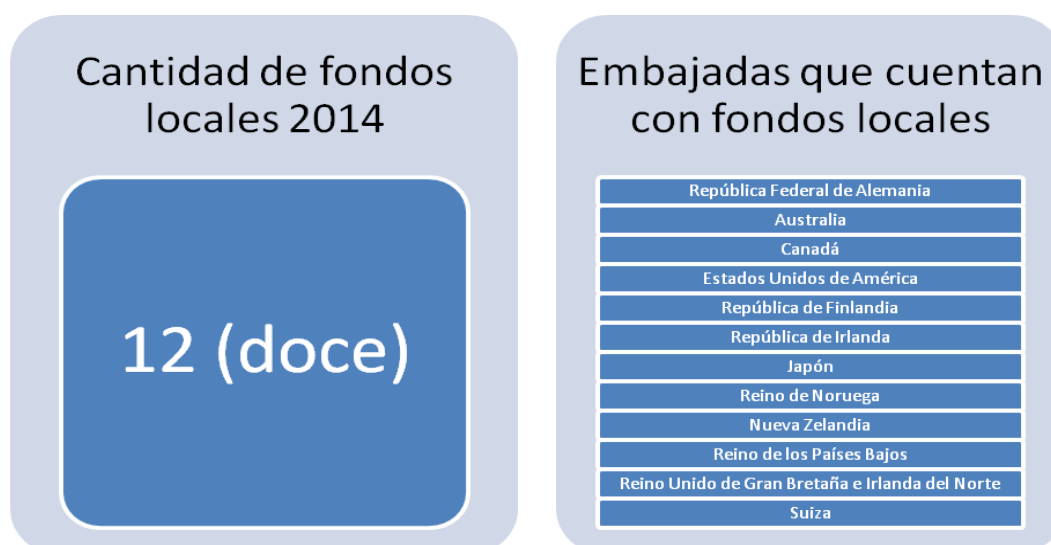 Cantidad de fondos
locales 2014
12 (doce)
Embajadas que cuentan
con fondos locales
República Federal de Alemania
Australia
Canadá
Estados Unidos de América
República de Finlandia
República de Irlanda
Japón
Reino de Noruega
Nueva Zelandia
Reino de los Países Bajos
Reino Unido de Gran Bretaña e Irlanda del Norte
Suiza